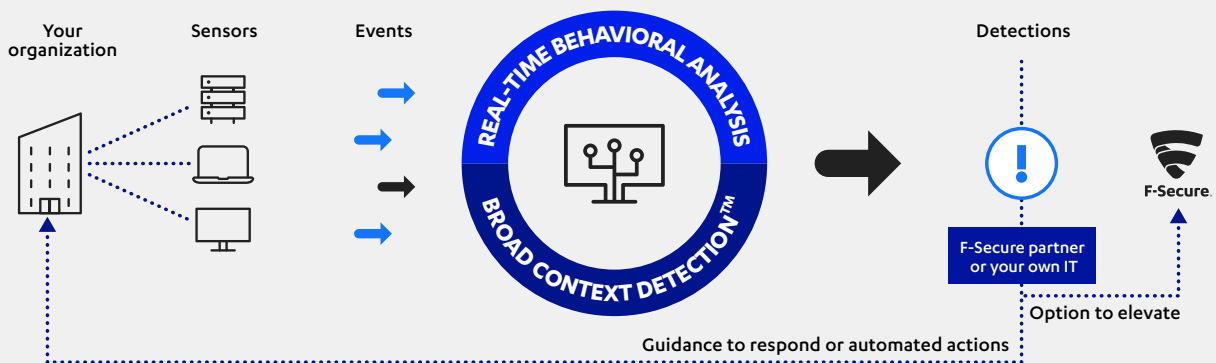 Your
organization
Sensors
Events
REAL-TIME BEHAVIORAL ANALYSIS
BROAD CONTEXT DETECTION™
Detections
!
F-Secure.
F-Secure partner
or your own IT
Option to elevate
Guidance to respond or automated actions